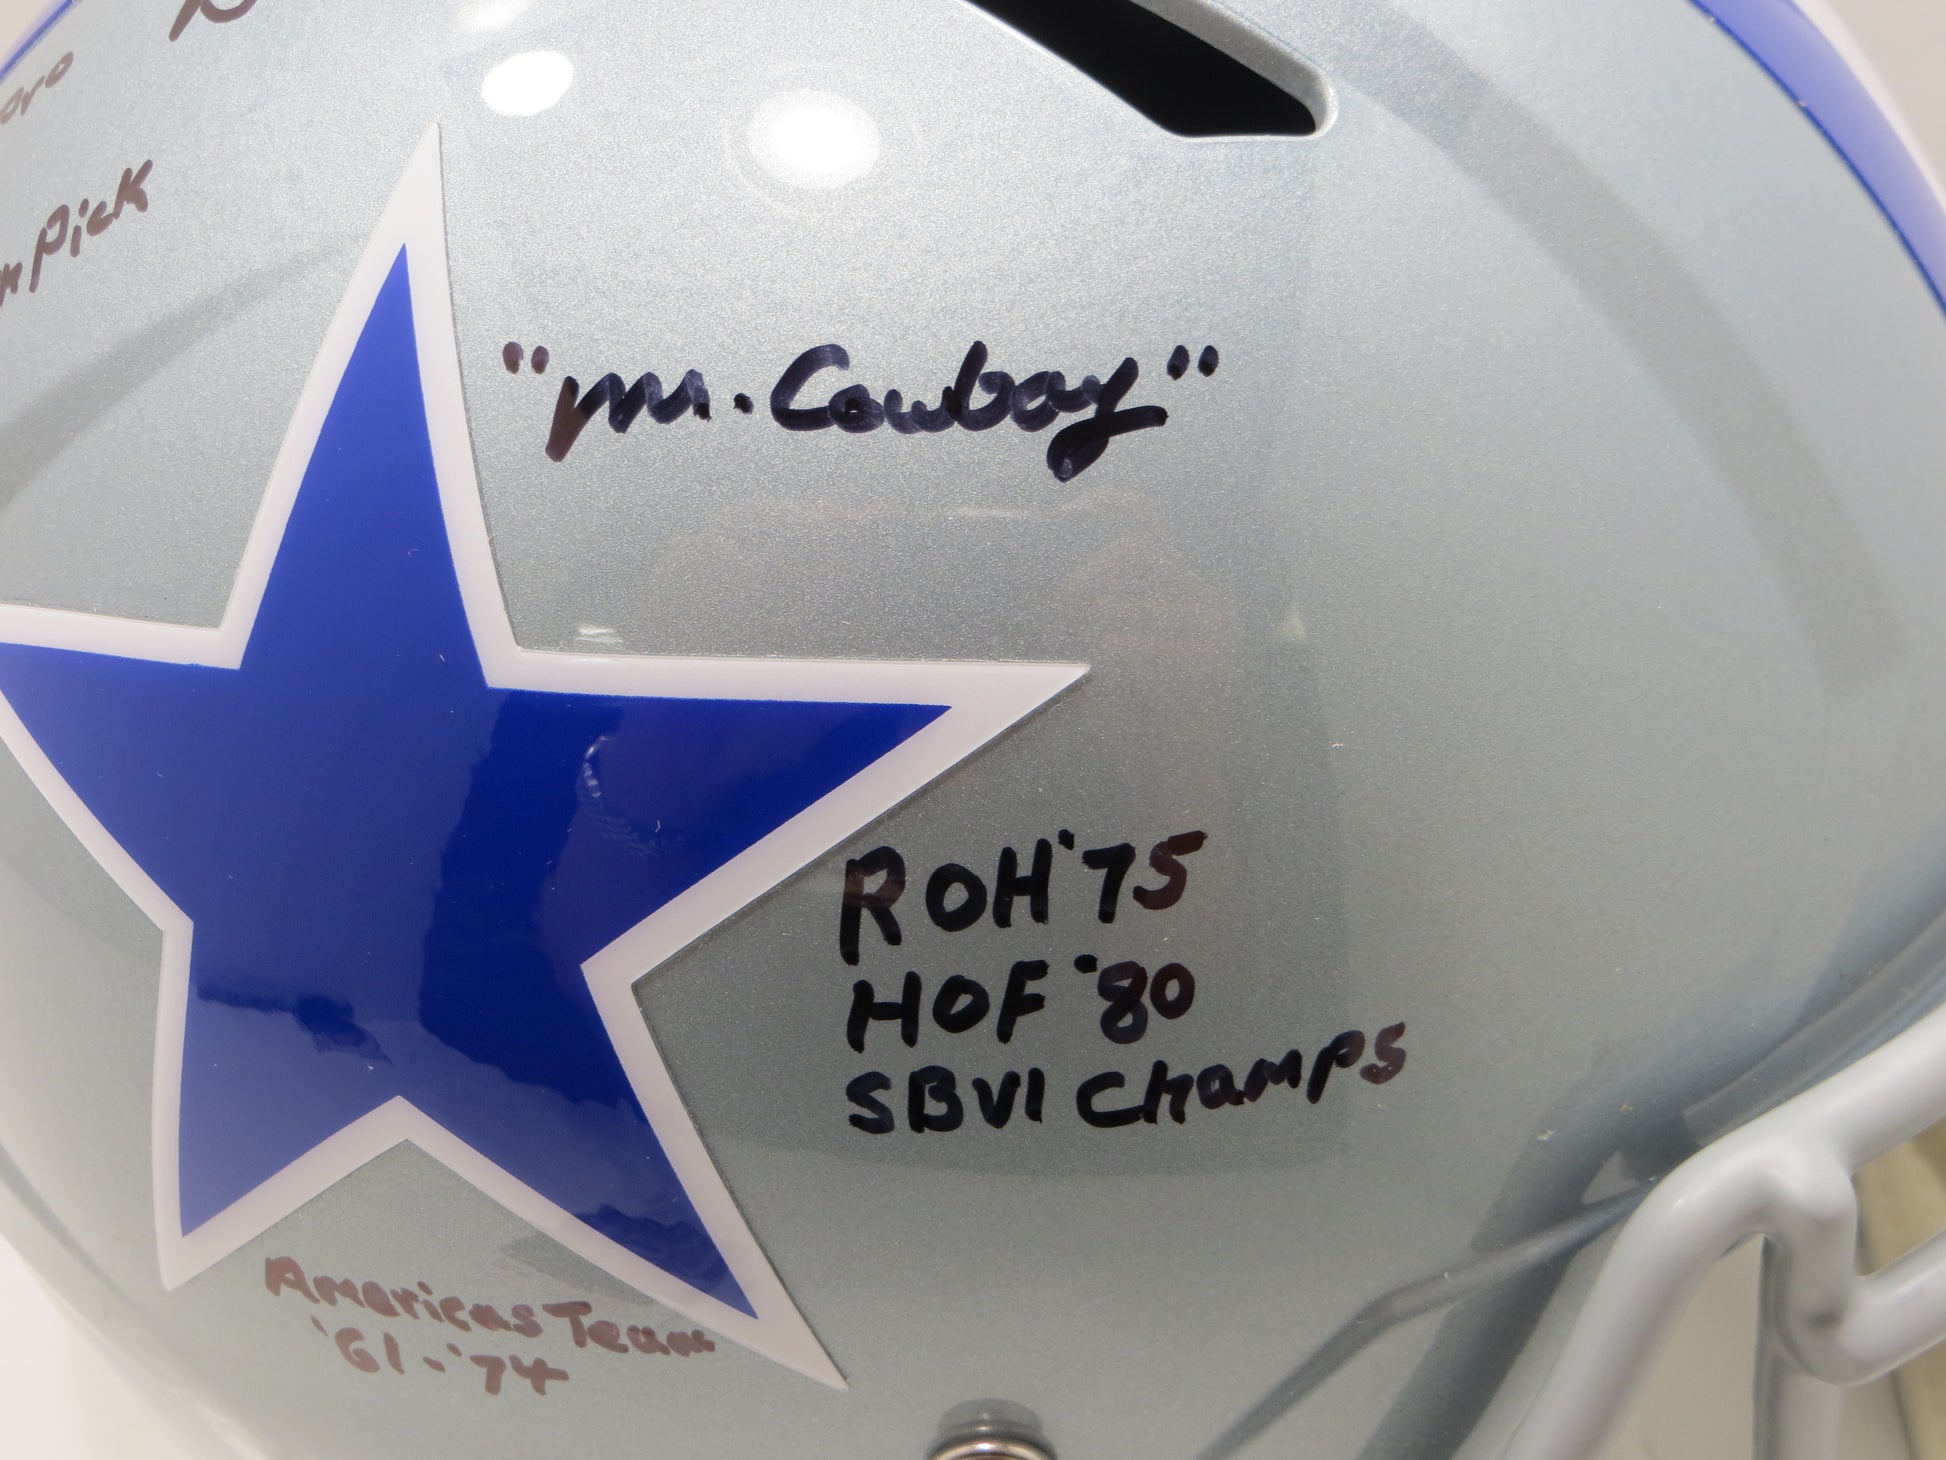 Pick
"Mr. Cowboy"
ROH '75
HOF '80
SBVI Champs
Americas Team
'61-'74